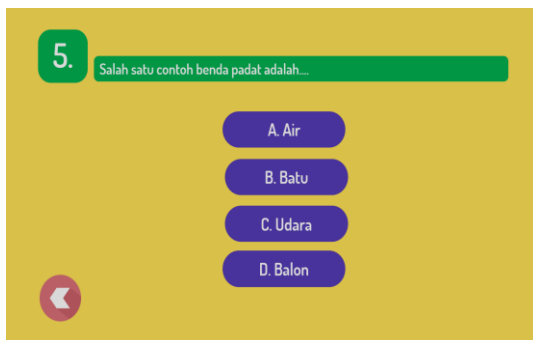 5.
Salah satu contoh benda padat adalah....
A. Air
B. Batu
C. Udara
D. Balon